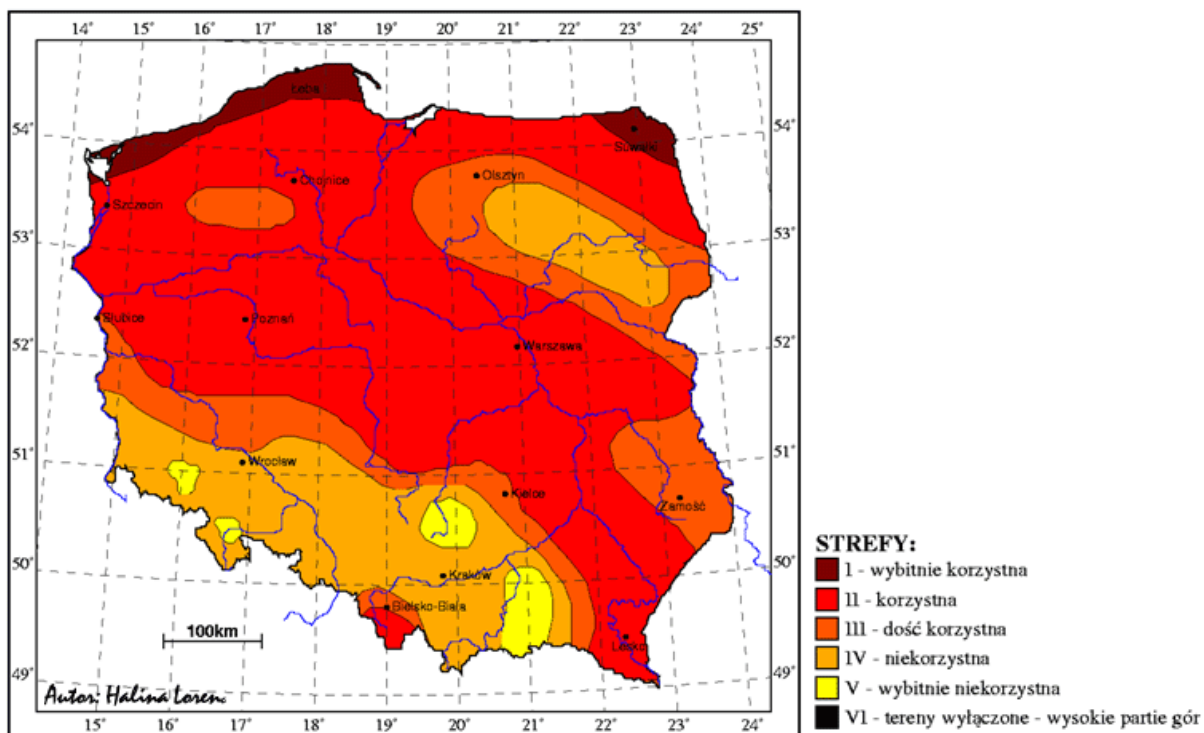 14° 15° 16° 17° 18° 19° 20° 21° 22° 23° 24° 25°
Łeba
54°
54°
Suwałki
Olsztyn
Chojnice
Szczecin
53°
53°
Słubice
Poznań
Warszawa
52°
52°
51°
51°
Wrocław
Kielce
Zamość
50°
50°
Kraków
Bielsko-Biała
100km
Lesko
49°
49°
Autor: Halina Lorenc
15° 16° 17° 18° 19° 20° 21° 22° 23° 24°
STREFY:
I - wybitnie korzystna
II - korzystna
III - dość korzystna
IV - niekorzystna
V - wybitnie niekorzystna
VI - tereny wyłączone - wysokie partie gór